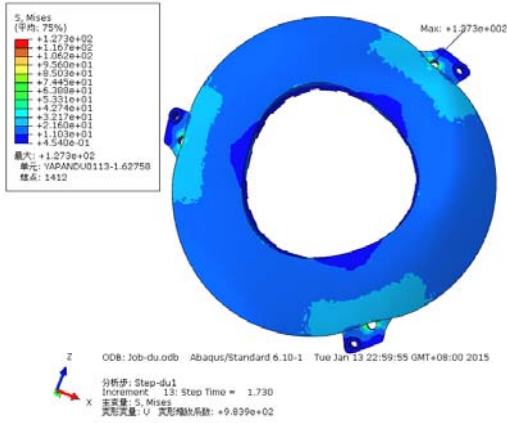 S, Mises
(平均: 75%)
+1.273e+02
+1.167e+02
+1.062e+02
+9.560e+01
+8.503e+01
+7.445e+01
+6.388e+01
+5.331e+01
+4.274e+01
+3.217e+01
+2.160e+01
+1.103e+01
+4.540e-01
最大: +1.273e+02
单元: YAPANDU0113-1.62758
结点: 1412
Max: +1.273e+002
Z
X
ODB: Job-du.odb Abaqus/Standard 6.10-1 Tue Jan 13 22:59:55 GMT+08:00 2015
分析步: Step-du1
Increment 13: Step Time = 1.730
主变量: S, Mises
变形变量: U 变形缩放系数: +9.839e+02